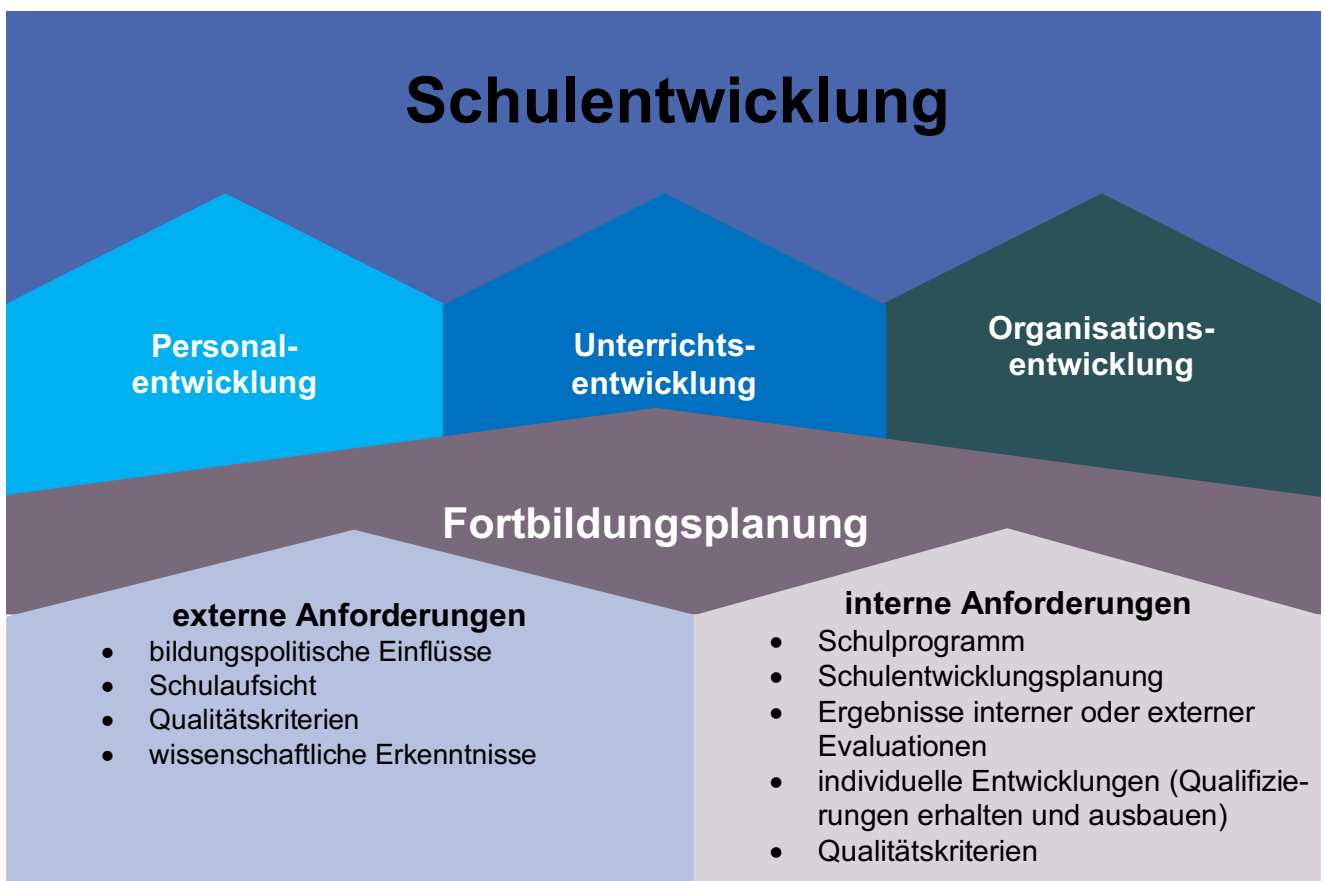 Schulentwicklung
Personal-
entwicklung
Unterrichts-
entwicklung
Organisations-
entwicklung
Fortbildungsplanung
externe Anforderungen
• bildungspolitische Einflüsse
• Schulaufsicht
• Qualitätskriterien
• wissenschaftliche Erkenntnisse
interne Anforderungen
• Schulprogramm
• Schulentwicklungsplanung
• Ergebnisse interner oder externer
Evaluationen
• individuelle Entwicklungen (Qualifizie-
rungen erhalten und ausbauen)
• Qualitätskriterien